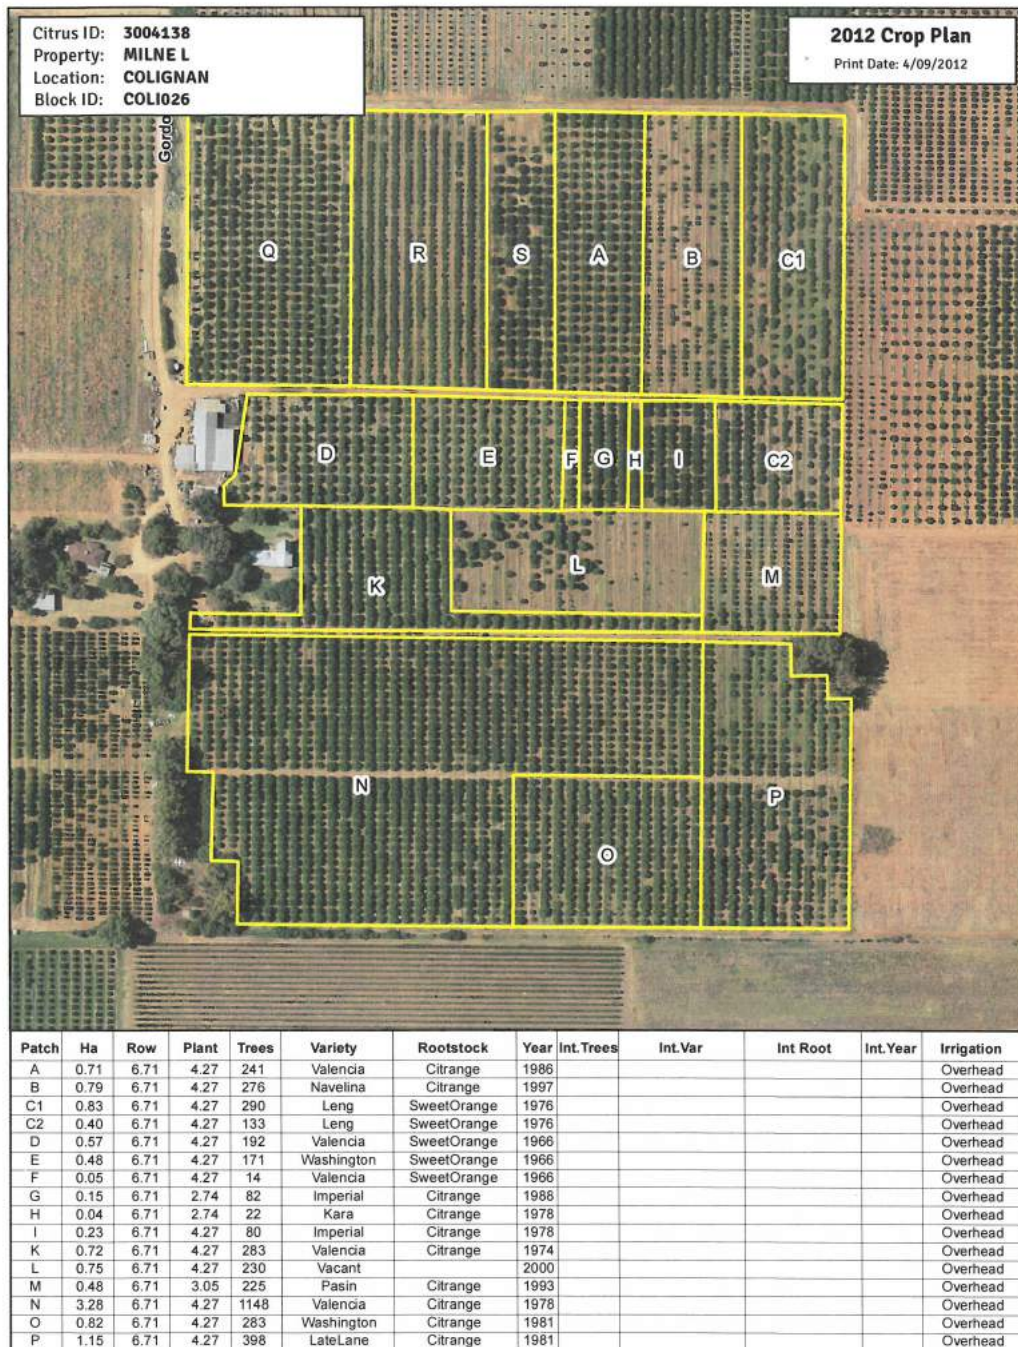 Citrus ID: 3004138
Property: MILNE L
Location: COLIGNAN
Block ID: COLI026
2012 Crop Plan
Print Date: 4/09/2012
Gordo
Q R S A B C1
D E F G H I C2
K L M
N O P
Patch Ha Row Plant Trees Variety Rootstock Year Int.Trees Int.Var Int Root Int.Year Irrigation
A 0.71 6.71 4.27 241 Valencia Citrange 1986 Overhead
B 0.79 6.71 4.27 276 Navelina Citrange 1997 Overhead
C1 0.83 6.71 4.27 290 Leng SweetOrange 1976 Overhead
C2 0.40 6.71 4.27 133 Leng SweetOrange 1976 Overhead
D 0.57 6.71 4.27 192 Valencia SweetOrange 1966 Overhead
E 0.48 6.71 4.27 171 Washington SweetOrange 1966 Overhead
F 0.05 6.71 4.27 14 Valencia SweetOrange 1966 Overhead
G 0.15 6.71 2.74 82 Imperial Citrange 1988 Overhead
H 0.04 6.71 2.74 22 Kara Citrange 1978 Overhead
I 0.23 6.71 4.27 80 Imperial Citrange 1978 Overhead
K 0.72 6.71 4.27 283 Valencia Citrange 1974 Overhead
L 0.75 6.71 4.27 230 Vacant 2000 Overhead
M 0.48 6.71 3.05 225 Pasin Citrange 1993 Overhead
N 3.28 6.71 4.27 1148 Valencia Citrange 1978 Overhead
O 0.82 6.71 4.27 283 Washington Citrange 1981 Overhead
P 1.15 6.71 4.27 398 LateLane Citrange 1981 Overhead